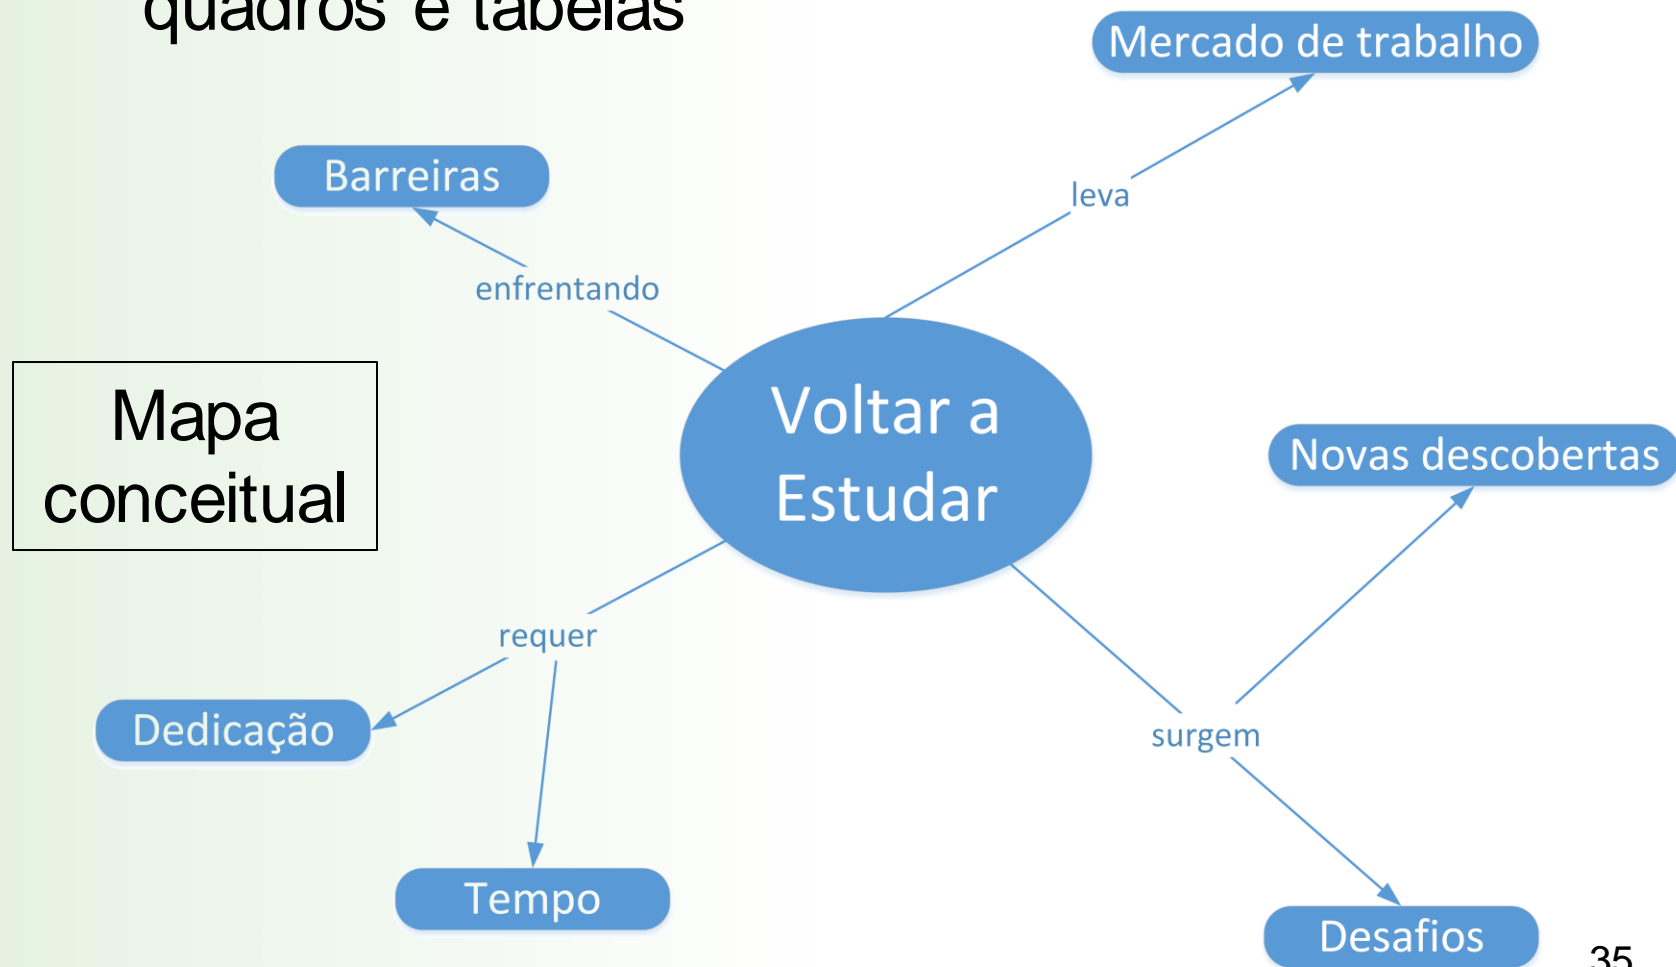 quadros e tabelas
Mercado de trabalho
Barreiras
leva
enfrentando
Mapa
conceitual
Voltar a
Estudar
Novas descobertas
requer
surgem
Dedicação
Tempo
Desafios
35